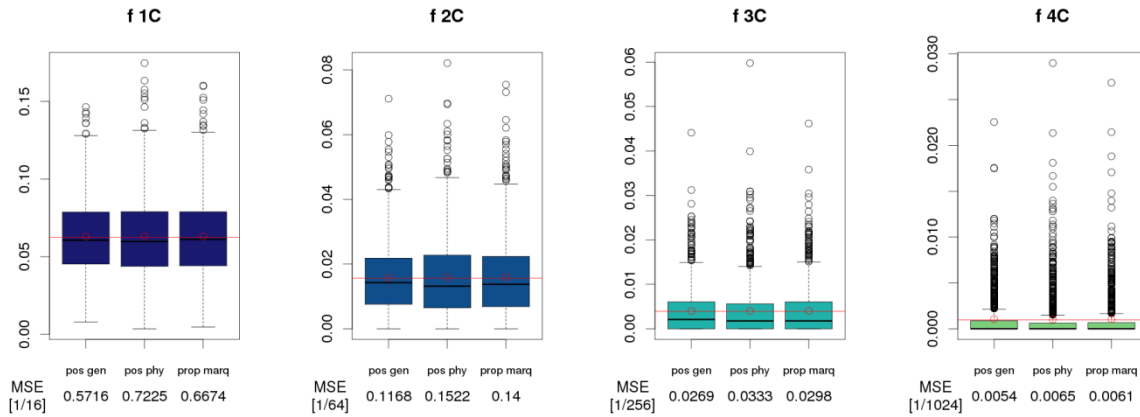 f 1C
0.15
0.10
0.05
0.00
pos gen pos phy prop marq
MSE 0.5716 0.7225 0.6674
[1/16]
f 2C
0.08
0.06
0.04
0.02
0.00
pos gen pos phy prop marq
MSE 0.1168 0.1522 0.14
[1/64]
f 3C
0.06
0.05
0.04
0.03
0.02
0.01
0.00
pos gen pos phy prop marq
MSE 0.0269 0.0333 0.0298
[1/256]
f 4C
0.030
0.020
0.010
0.000
pos gen pos phy prop marq
MSE 0.0054 0.0065 0.0061
[1/1024]